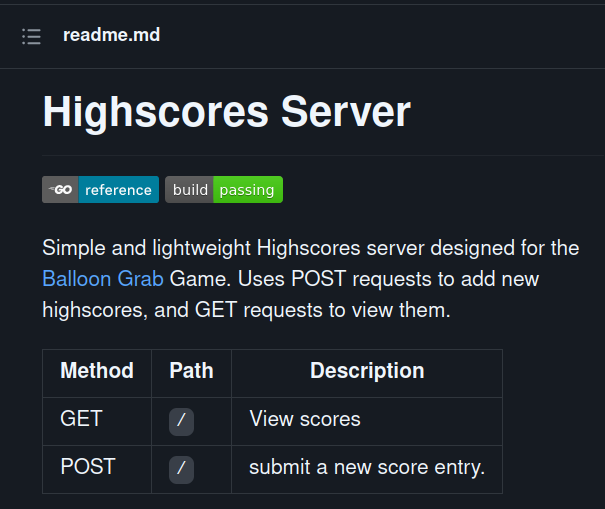 readme.md
Highscores Server
GO reference build passing
Simple and lightweight Highscores server designed for the
Balloon Grab Game. Uses POST requests to add new
highscores, and GET requests to view them.
Method Path Description
GET / View scores
POST / submit a new score entry.